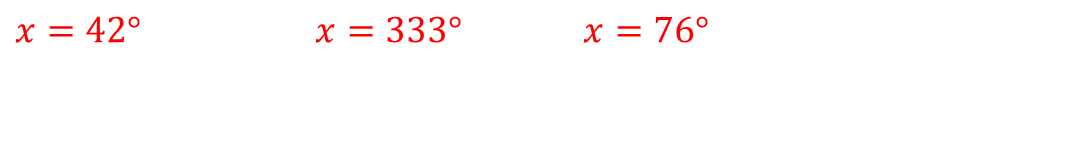 x = 42° x = 333° x = 76°